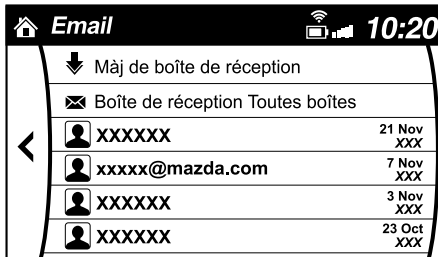 Email 10:20
Màj de boîte de réception
Boîte de réception Toutes boîtes
XXXXXX 21 Nov
XXX
xxxxx@mazda.com 7 Nov
XXX
XXXXXX 3 Nov
XXX
XXXXXX 23 Oct
XXX